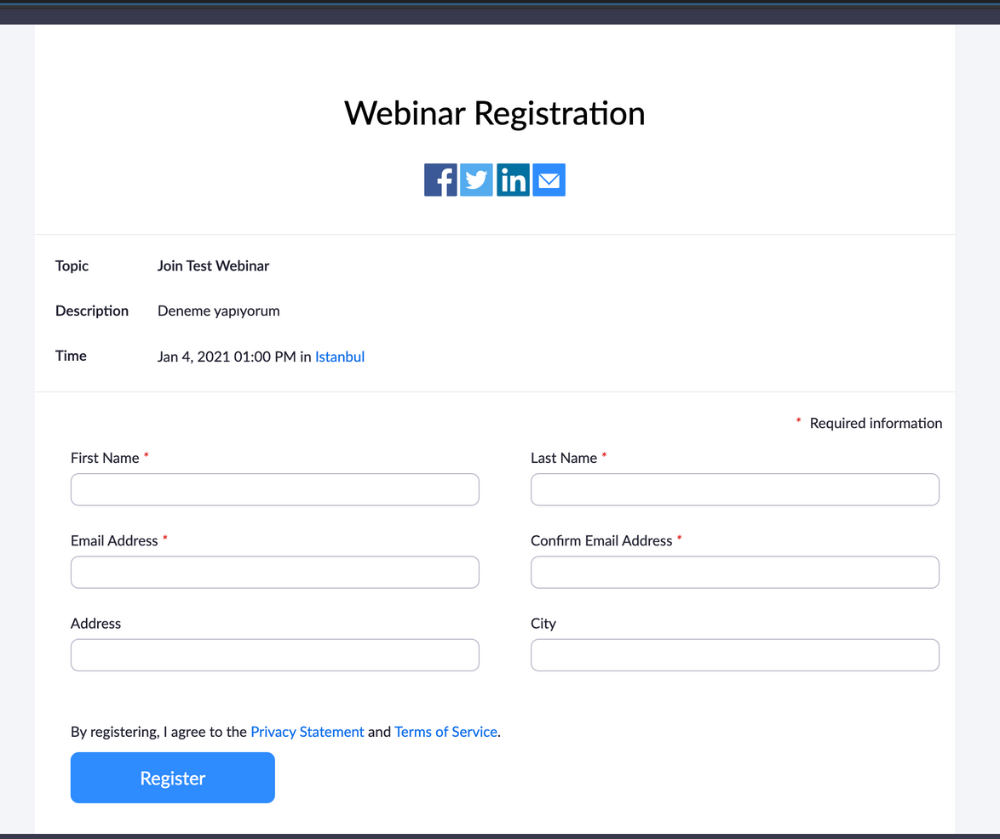 Webinar Registration
Topic Join Test Webinar
Description Deneme yapıyorum
Time Jan 4, 2021 01:00 PM in Istanbul
* Required information
First Name * Last Name *
Email Address * Confirm Email Address *
Address City
By registering, I agree to the Privacy Statement and Terms of Service.
Register